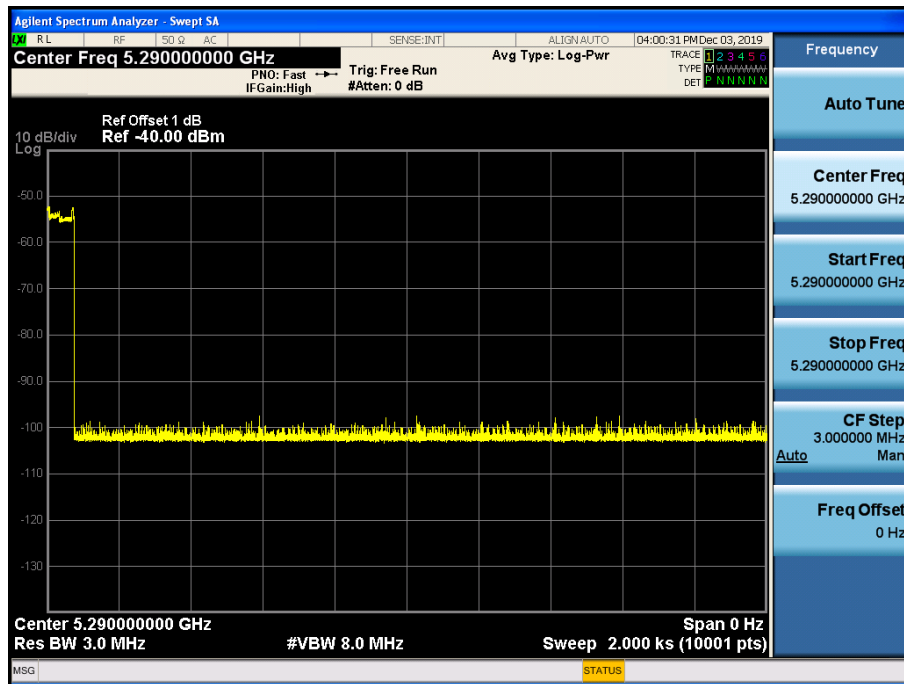 Agilent Spectrum Analyzer - Swept SA
LXI RL RF 50 Ω AC SENSE:INT ALIGN AUTO 04:00:31 PM Dec 03, 2019
Center Freq 5.290000000 GHz
PNO: Fast
IFGain:High
Trig: Free Run
#Atten: 0 dB
Avg Type: Log-Pwr
TRACE 1 2 3 4 5 6
TYPE M W W W W W
DET P N N N N N
Ref Offset 1 dB
10 dB/div Ref -40.00 dBm
Log
-50.0
-60.0
-70.0
-80.0
-90.0
-100
-110
-120
-130
Center 5.290000000 GHz Span 0 Hz
Res BW 3.0 MHz #VBW 8.0 MHz Sweep 2.000 ks (10001 pts)
MSG STATUS
Frequency
Auto Tune
Center Freq
5.290000000 GHz
Start Freq
5.290000000 GHz
Stop Freq
5.290000000 GHz
CF Step
3.000000 MHz
Auto Man
Freq Offset
0 Hz